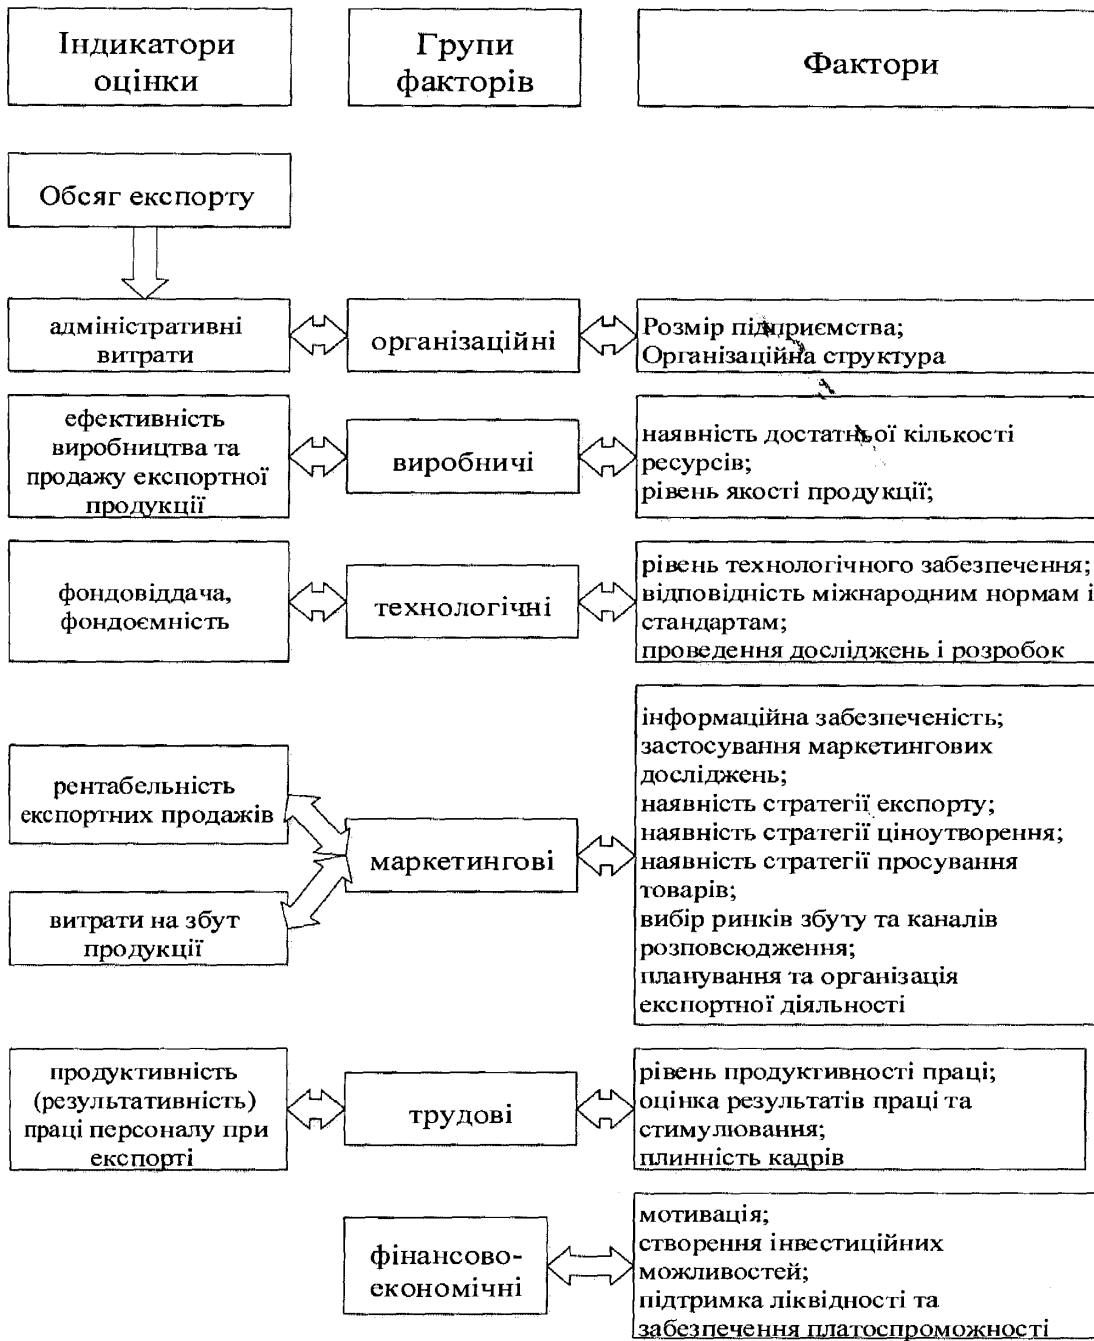 Індикатори
оцінки
Групи
факторів
Фактори
Обсяг експорту
адміністративні
витрати
організаційні
Розмір підприємства;
Організаційна структура
ефективність
виробництва та
продажу експортної
продукції
виробничі
наявність достатньої кількості
ресурсів;
рівень якості продукції;
фондовіддача,
фондоємність
технологічні
рівень технологічного забезпечення;
відповідність міжнародним нормам і
стандартам;
проведення досліджень і розробок
рентабельність
експортних продажів
витрати на збут
продукції
маркетингові
інформаційна забезпеченість;
застосування маркетингових
досліджень;
наявність стратегії експорту;
наявність стратегії ціноутворення;
наявність стратегії просування
товарів;
вибір ринків збуту та каналів
розповсюдження;
планування та організація
експортної діяльності
продуктивність
(результативність)
праці персоналу при
експорті
трудові
рівень продуктивності праці;
оцінка результатів праці та
стимулювання;
плинність кадрів
фінансово-
економічні
мотивація;
створення інвестиційних
можливостей;
підтримка ліквідності та
забезпечення платоспроможності